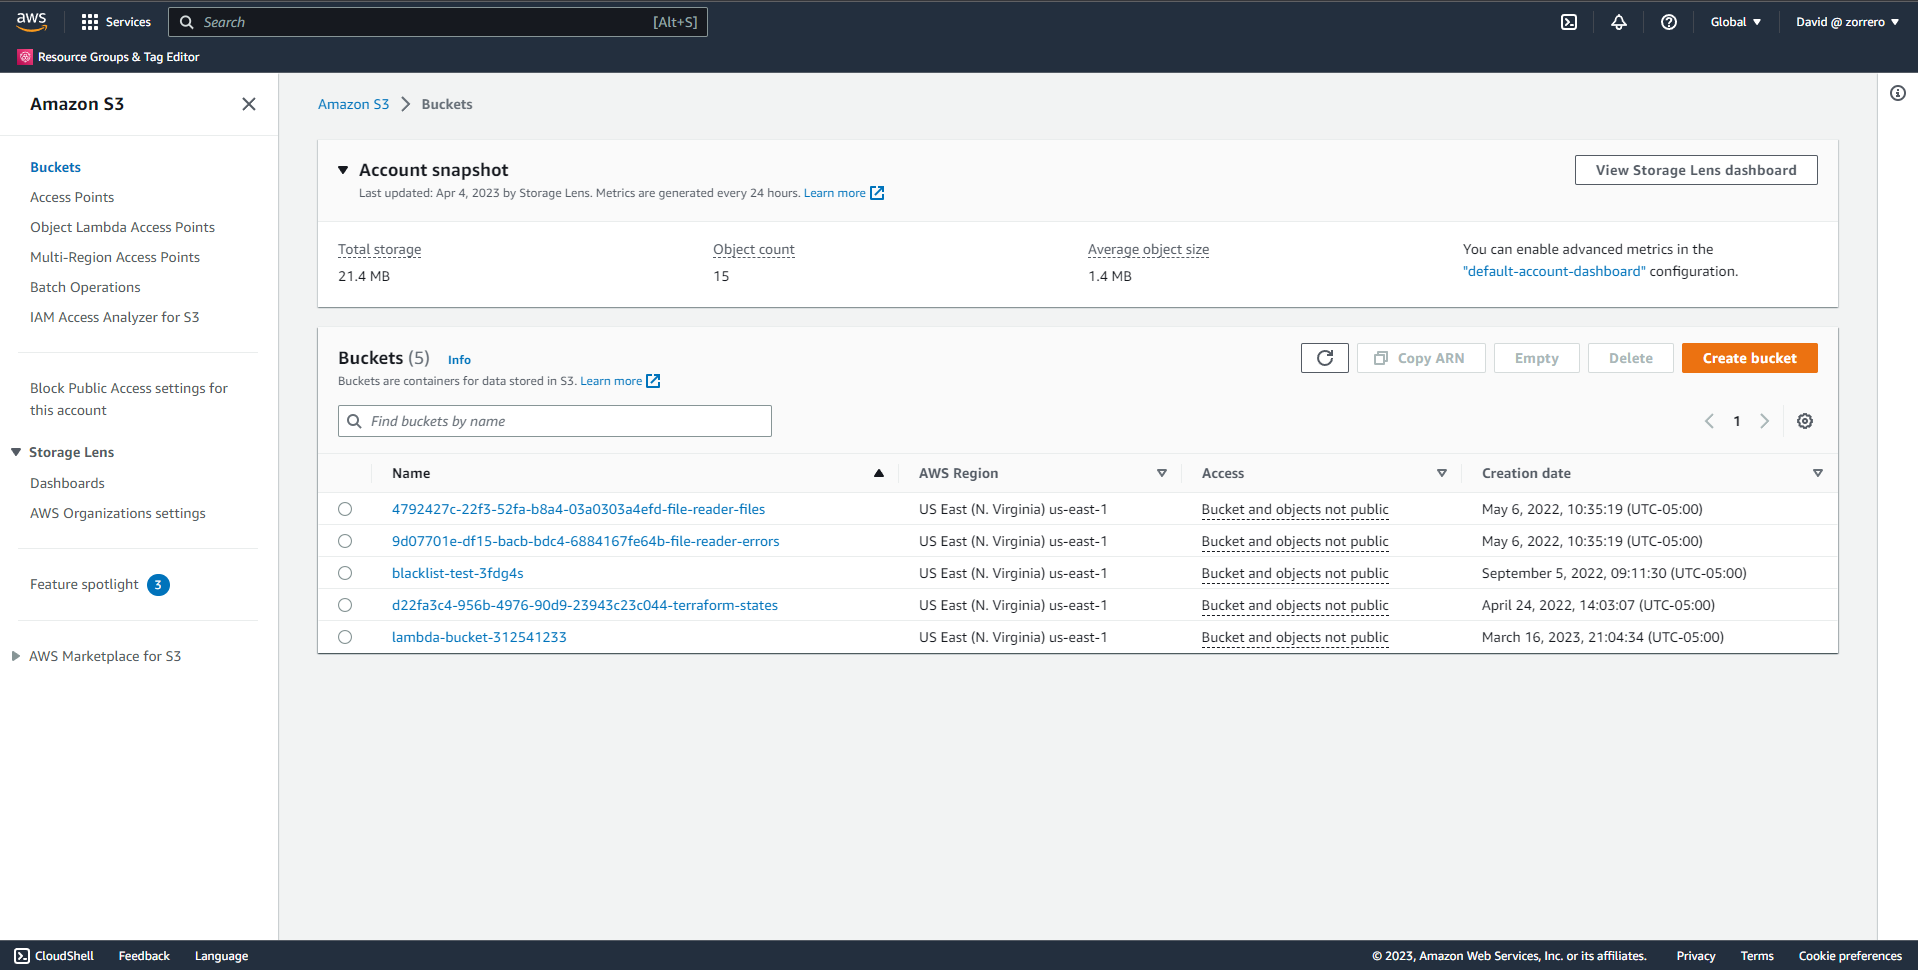 aws
Services
Search [Alt+S]
Global
David @ zorrero
Resource Groups & Tag Editor
Amazon S3
Buckets
Access Points
Object Lambda Access Points
Multi-Region Access Points
Batch Operations
IAM Access Analyzer for S3
Block Public Access settings for
this account
Storage Lens
Dashboards
AWS Organizations settings
Feature spotlight 3
AWS Marketplace for S3
Amazon S3 Buckets
Account snapshot
Last updated: Apr 4, 2023 by Storage Lens. Metrics are generated every 24 hours. Learn more
View Storage Lens dashboard
Total storage
21.4 MB
Object count
15
Average object size
1.4 MB
You can enable advanced metrics in the
"default-account-dashboard" configuration.
Buckets (5) Info
Buckets are containers for data stored in S3. Learn more
Copy ARN
Empty
Delete
Create bucket
Find buckets by name
1
Name AWS Region Access Creation date
4792427c-22f3-52fa-b8a4-03a0303a4efd-file-reader-files US East (N. Virginia) us-east-1 Bucket and objects not public May 6, 2022, 10:35:19 (UTC-05:00)
9d07701e-df15-bacb-bdc4-6884167fe64b-file-reader-errors US East (N. Virginia) us-east-1 Bucket and objects not public May 6, 2022, 10:35:19 (UTC-05:00)
blacklist-test-3fdg4s US East (N. Virginia) us-east-1 Bucket and objects not public September 5, 2022, 09:11:30 (UTC-05:00)
d22fa3c4-956b-4976-90d9-23943c23c044-terraform-states US East (N. Virginia) us-east-1 Bucket and objects not public April 24, 2022, 14:03:07 (UTC-05:00)
lambda-bucket-312541233 US East (N. Virginia) us-east-1 Bucket and objects not public March 16, 2023, 21:04:34 (UTC-05:00)
CloudShell Feedback Language © 2023, Amazon Web Services, Inc. or its affiliates. Privacy Terms Cookie preferences